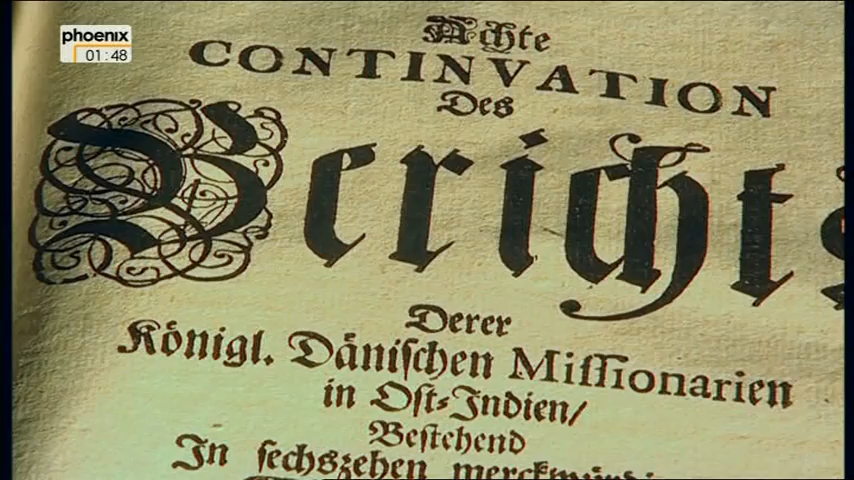 phoenix
01:48
Achte
CONTINVATION
Des
Berichts
Derer
Königl. Dänischen Missionarien
in Ost-Indien/
Bestehend
In sechszehen